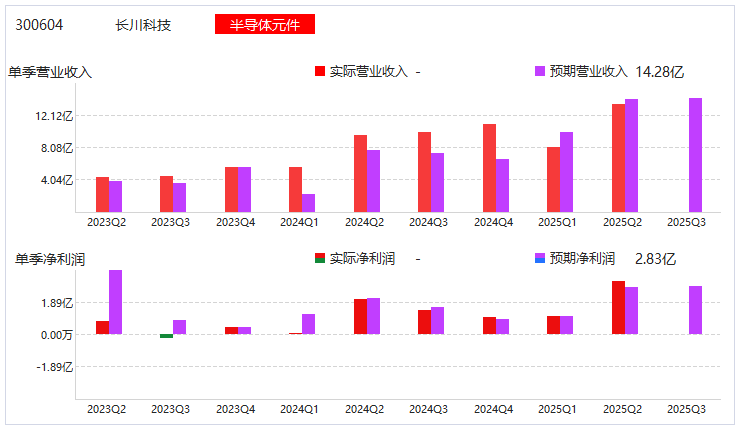 300604 长川科技 半导体元件
单季营业收入 实际营业收入 - 预期营业收入 14.28亿
12.12亿
8.08亿
4.04亿
2023Q2 2023Q3 2023Q4 2024Q1 2024Q2 2024Q3 2024Q4 2025Q1 2025Q2 2025Q3
单季净利润 实际净利润 - 预期净利润 2.83亿
1.89亿
0.00万
-1.89亿
2023Q2 2023Q3 2023Q4 2024Q1 2024Q2 2024Q3 2024Q4 2025Q1 2025Q2 2025Q3